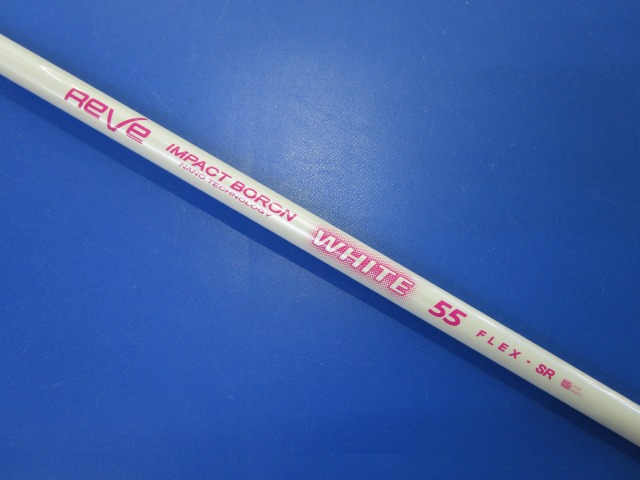 ReVe
IMPACT BORON
NANO TECHNOLOGY
WHITE
55
FLEX - SR